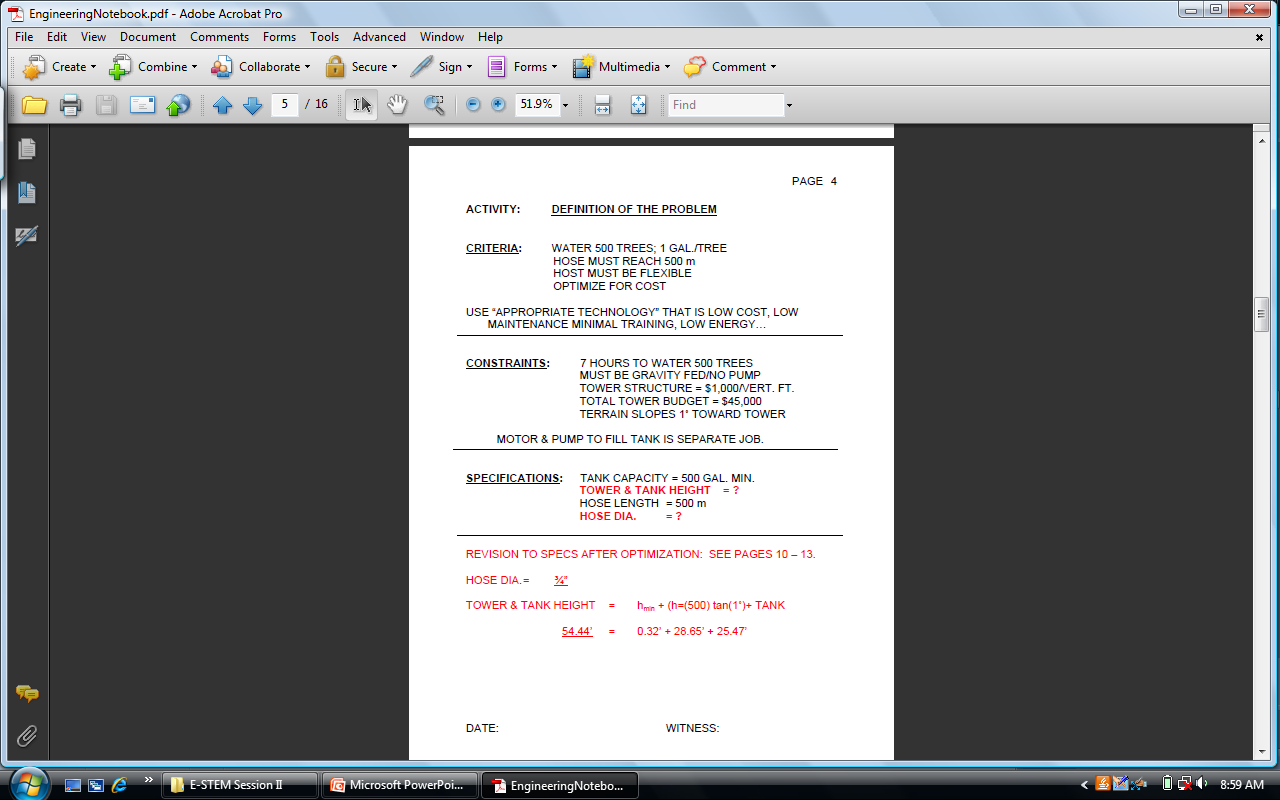 EngineeringNotebook.pdf - Adobe Acrobat Pro
File Edit View Document Comments Forms Tools Advanced Window Help
Create Combine Collaborate Secure Sign Forms Multimedia Comment
5 / 16 51.9% Find
PAGE 4
ACTIVITY: DEFINITION OF THE PROBLEM
CRITERIA: WATER 500 TREES; 1 GAL./TREE
HOSE MUST REACH 500 m
HOST MUST BE FLEXIBLE
OPTIMIZE FOR COST
USE “APPROPRIATE TECHNOLOGY” THAT IS LOW COST, LOW
MAINTENANCE MINIMAL TRAINING, LOW ENERGY…
CONSTRAINTS: 7 HOURS TO WATER 500 TREES
MUST BE GRAVITY FED/NO PUMP
TOWER STRUCTURE = $1,000/VERT. FT.
TOTAL TOWER BUDGET = $45,000
TERRAIN SLOPES 1˚ TOWARD TOWER
MOTOR & PUMP TO FILL TANK IS SEPARATE JOB.
SPECIFICATIONS: TANK CAPACITY = 500 GAL. MIN.
TOWER & TANK HEIGHT = ?
HOSE LENGTH = 500 m
HOSE DIA. = ?
REVISION TO SPECS AFTER OPTIMIZATION: SEE PAGES 10 – 13.
HOSE DIA.= ¾”
TOWER & TANK HEIGHT = hmin + (h=(500) tan(1˚)+ TANK
54.44’ = 0.32’ + 28.65’ + 25.47’
DATE: WITNESS:
E-STEM Session II Microsoft PowerPoi... EngineeringNotebo... 8:59 AM